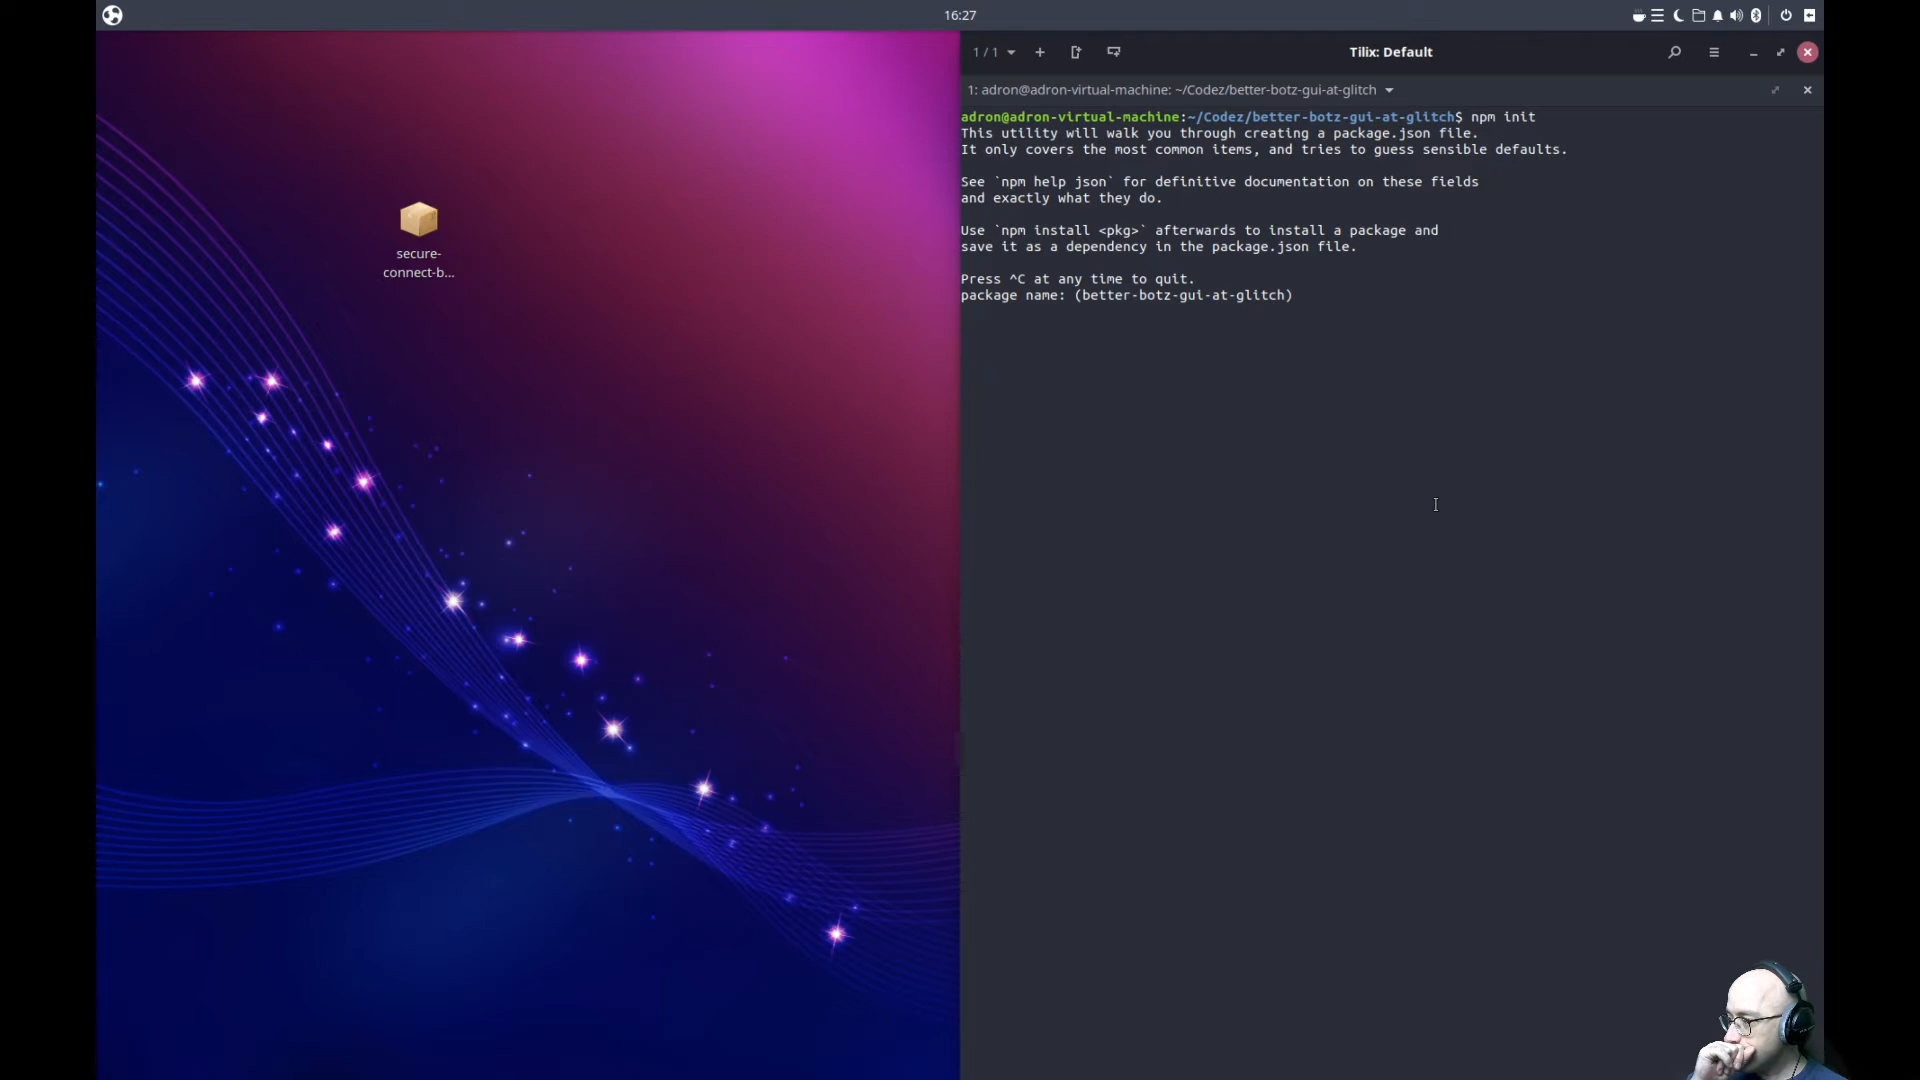 16:27
1 / 1
Tilix: Default
1: adron@adron-virtual-machine: ~/Codez/better-botz-gui-at-glitch
secure-
connect-b...
adron@adron-virtual-machine:~/Codez/better-botz-gui-at-glitch$ npm init
This utility will walk you through creating a package.json file.
It only covers the most common items, and tries to guess sensible defaults.
See `npm help json` for definitive documentation on these fields
and exactly what they do.
Use `npm install <pkg>` afterwards to install a package and
save it as a dependency in the package.json file.
Press ^C at any time to quit.
package name: (better-botz-gui-at-glitch)